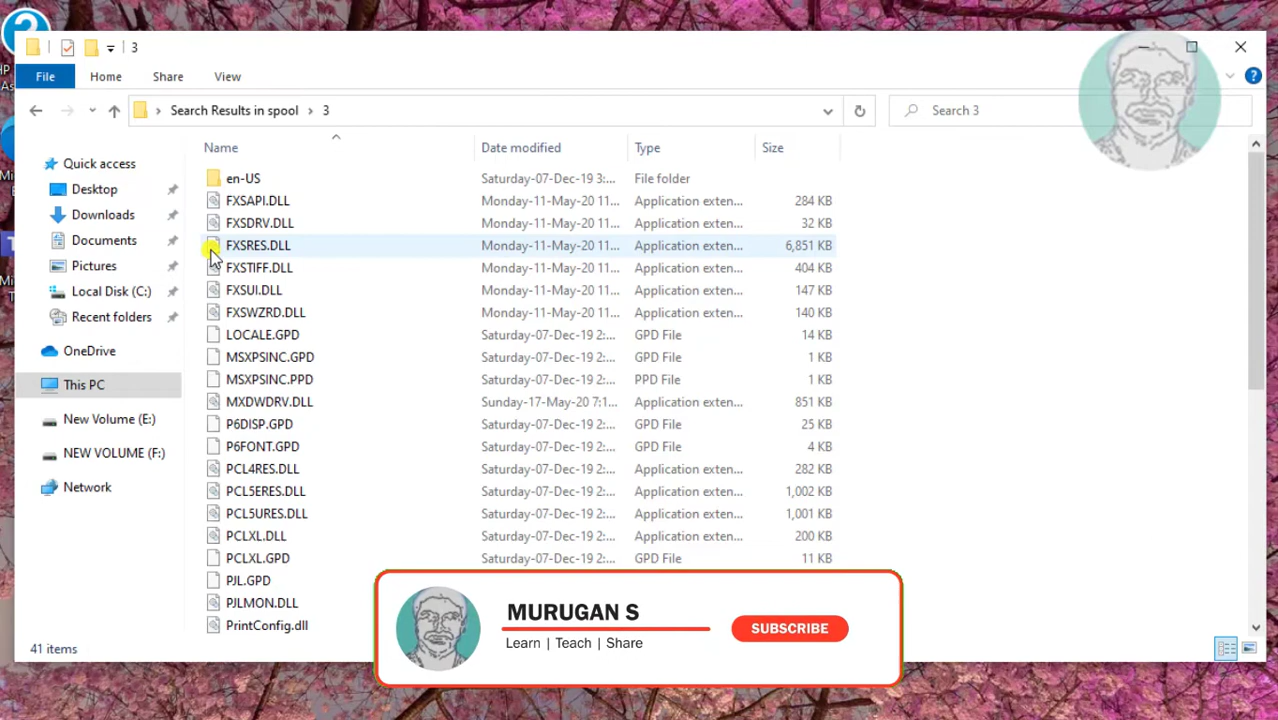 3
File Home Share View
Search Results in spool 3
Search 3
Name Date modified Type Size
Quick access
Desktop
Downloads
Documents
Pictures
Local Disk (C:)
Recent folders
OneDrive
This PC
New Volume (E:)
NEW VOLUME (F:)
Network
en-US Saturday-07-Dec-19 3:... File folder
FXSAPI.DLL Monday-11-May-20 11... Application exten... 284 KB
FXSDRV.DLL Monday-11-May-20 11... Application exten... 32 KB
FXSRES.DLL Monday-11-May-20 11... Application exten... 6,851 KB
FXSTIFF.DLL Monday-11-May-20 11... Application exten... 404 KB
FXSUI.DLL Monday-11-May-20 11... Application exten... 147 KB
FXSWZRD.DLL Monday-11-May-20 11... Application exten... 140 KB
LOCALE.GPD Saturday-07-Dec-19 2:... GPD File 14 KB
MSXPSINC.GPD Saturday-07-Dec-19 2:... GPD File 1 KB
MSXPSINC.PPD Saturday-07-Dec-19 2:... PPD File 1 KB
MXDWDRV.DLL Sunday-17-May-20 7:1... Application exten... 851 KB
P6DISP.GPD Saturday-07-Dec-19 2:... GPD File 25 KB
P6FONT.GPD Saturday-07-Dec-19 2:... GPD File 4 KB
PCL4RES.DLL Saturday-07-Dec-19 2:... Application exten... 282 KB
PCL5ERES.DLL Saturday-07-Dec-19 2:... Application exten... 1,002 KB
PCL5URES.DLL Saturday-07-Dec-19 2:... Application exten... 1,001 KB
PCLXL.DLL Saturday-07-Dec-19 2:... Application exten... 200 KB
PCLXL.GPD Saturday-07-Dec-19 2:... GPD File 11 KB
PJL.GPD
PJLMON.DLL
PrintConfig.dll
41 items
MURUGAN S
Learn | Teach | Share
SUBSCRIBE